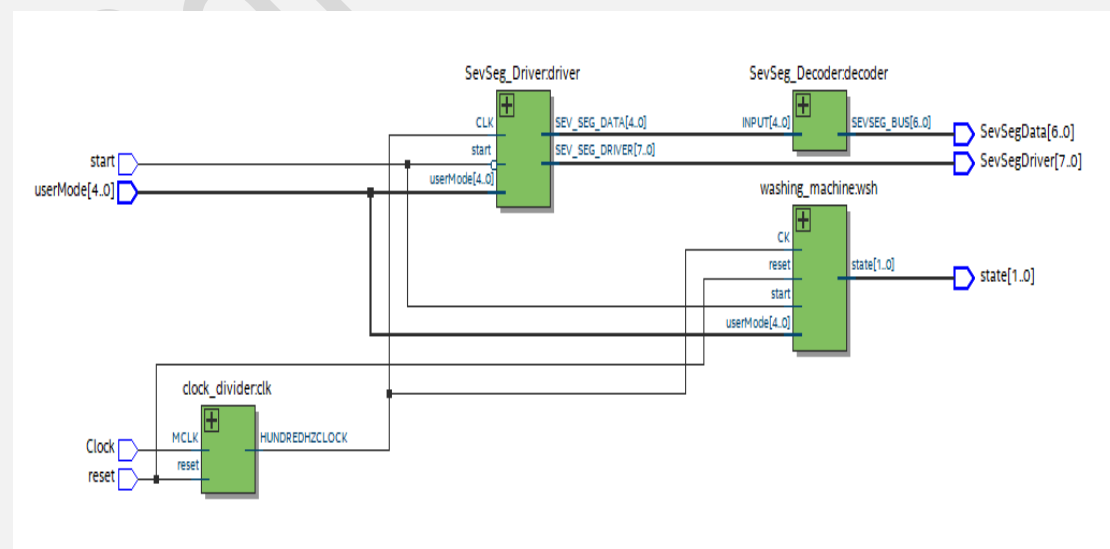 SevSeg_Driver:driver
CLK
start
userMode[4..0]
SEV_SEG_DATA[4..0]
SEV_SEG_DRIVER[7..0]
SevSeg_Decoder:decoder
INPUT[4..0]
SEVSEG_BUS[6..0]
SevSegData[6..0]
SevSegDriver[7..0]
start
userMode[4..0]
washing_machine:wsh
CK
reset
start
userMode[4..0]
state[1..0]
state[1..0]
clock_divider:clk
MCLK
reset
HUNDREDHZCLOCK
Clock
reset